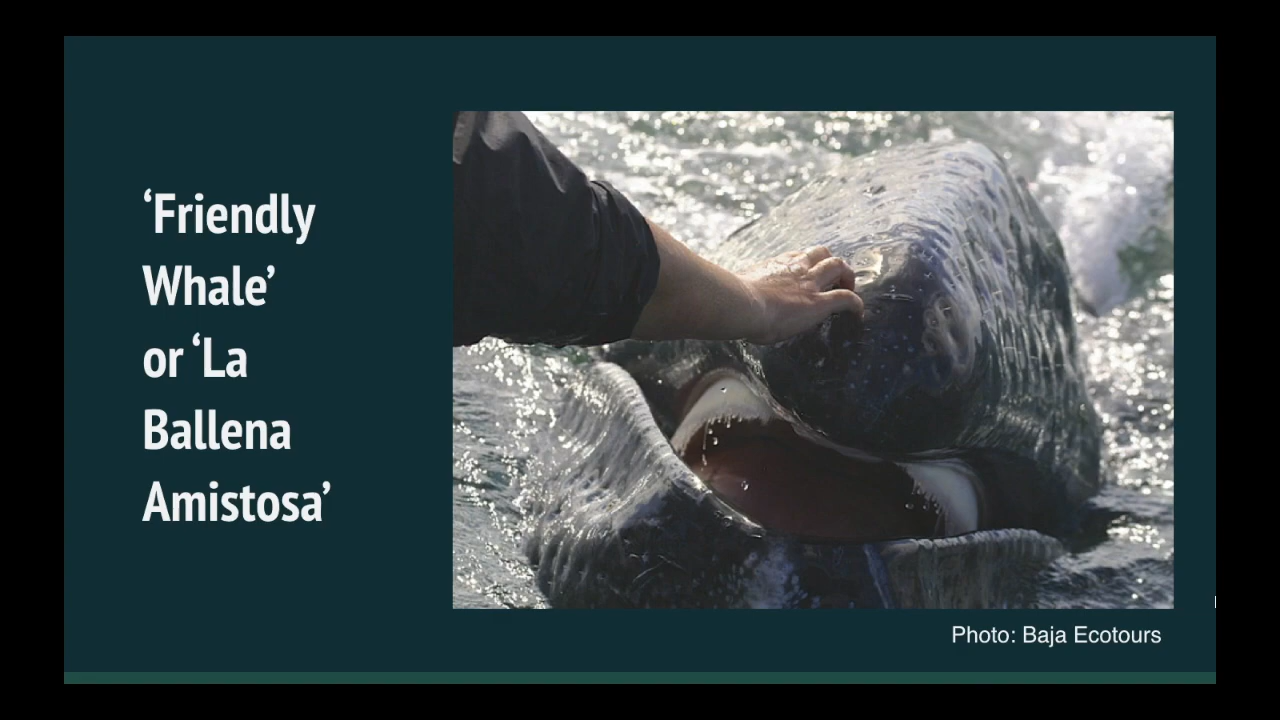 ‘Friendly
Whale’
or ‘La
Ballena
Amistosa’
Photo: Baja Ecotours